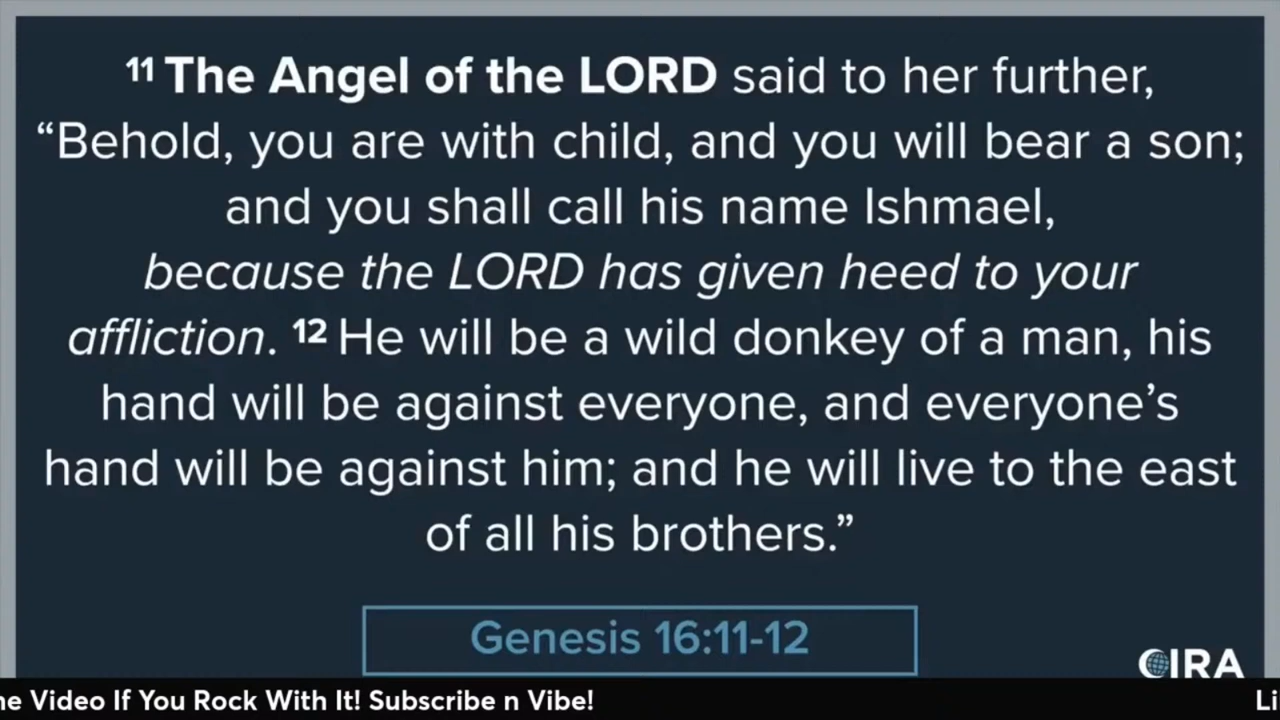 11 The Angel of the LORD said to her further,
“Behold, you are with child, and you will bear a son;
and you shall call his name Ishmael,
because the LORD has given heed to your
affliction. 12 He will be a wild donkey of a man, his
hand will be against everyone, and everyone’s
hand will be against him; and he will live to the east
of all his brothers.”
Genesis 16:11-12
CIRA
Video If You Rock With It! Subscribe n Vibe!